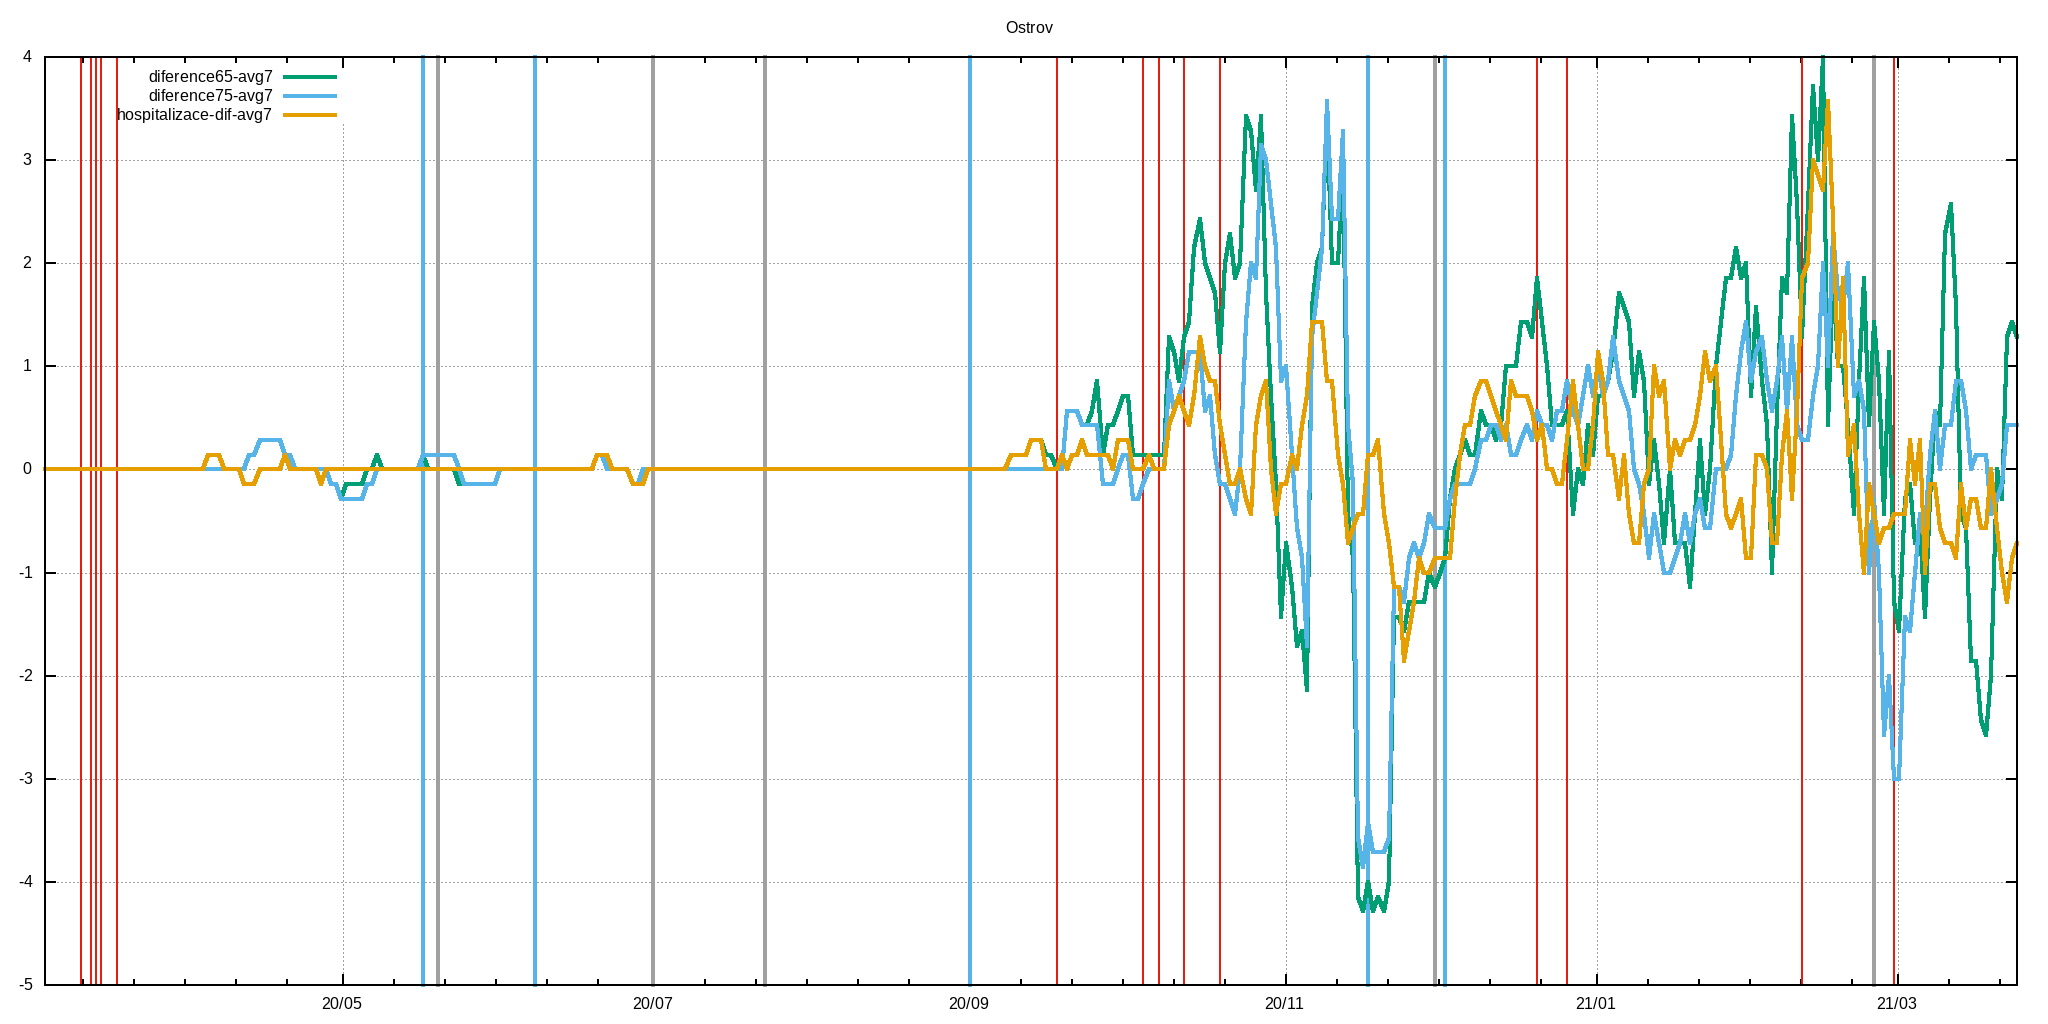 Ostrov
4
diference65-avg7
diference75-avg7
hospitalizace-dif-avg7
3
2
1
0
-1
-2
-3
-4
-5
20/05 20/07 20/09 20/11 21/01 21/03